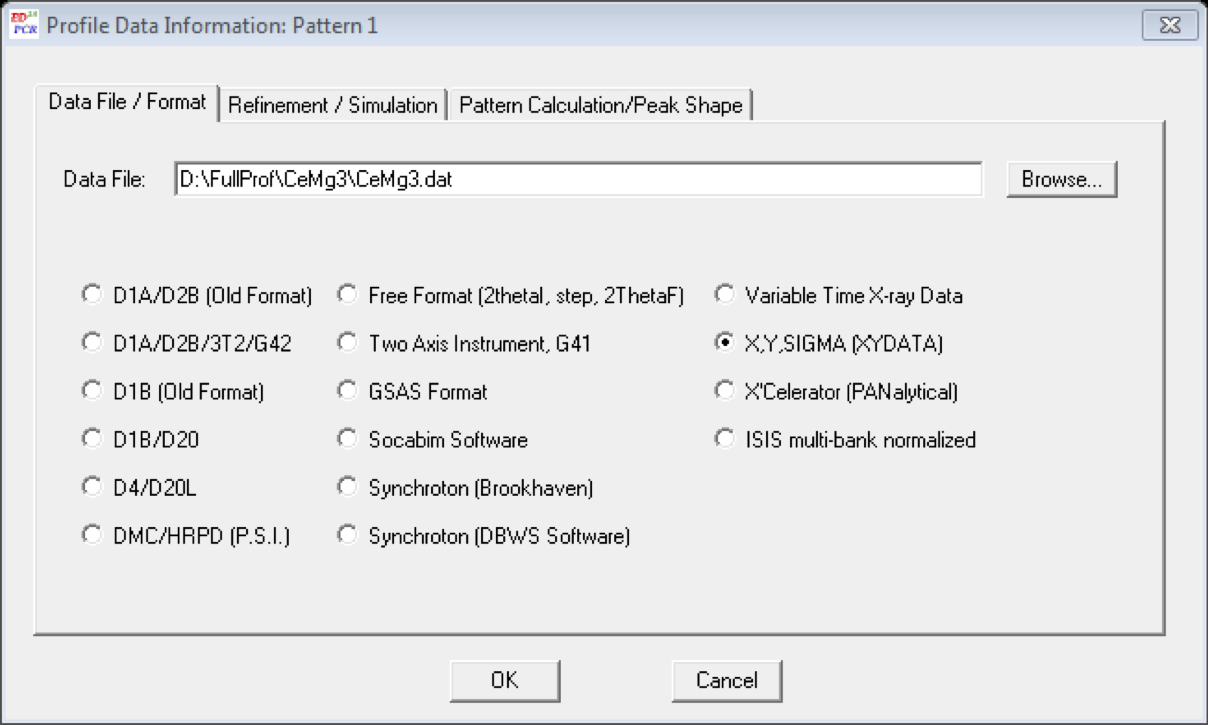 ED PCR Profile Data Information: Pattern 1
Data File / Format Refinement / Simulation Pattern Calculation/Peak Shape
Data File: D:\FullProf\CeMg3\CeMg3.dat Browse...
D1A/D2B (Old Format) Free Format (2thetaI, step, 2ThetaF) Variable Time X-ray Data
D1A/D2B/3T2/G42 Two Axis Instrument, G41 X,Y,SIGMA (XYDATA)
D1B (Old Format) GSAS Format X'Celerator (PANalytical)
D1B/D20 Socabim Software ISIS multi-bank normalized
D4/D20L Synchroton (Brookhaven)
DMC/HRPD (P.S.I.) Synchroton (DBWS Software)
OK Cancel